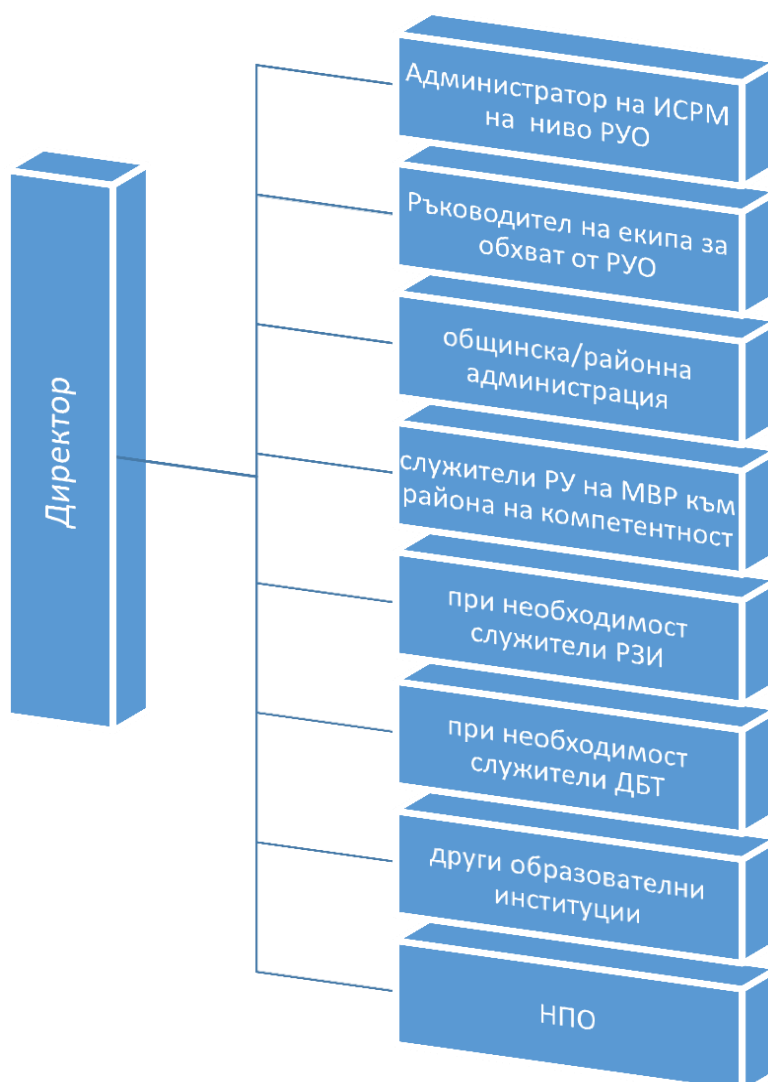 Директор
Администратор на ИСРМ
на ниво РУО
Ръководител на екипа за
обхват от РУО
общинска/районна
администрация
служители РУ на МВР към
района на компетентност
при необходимост
служители РЗИ
при необходимост
служители ДБТ
други образователни
институции
НПО